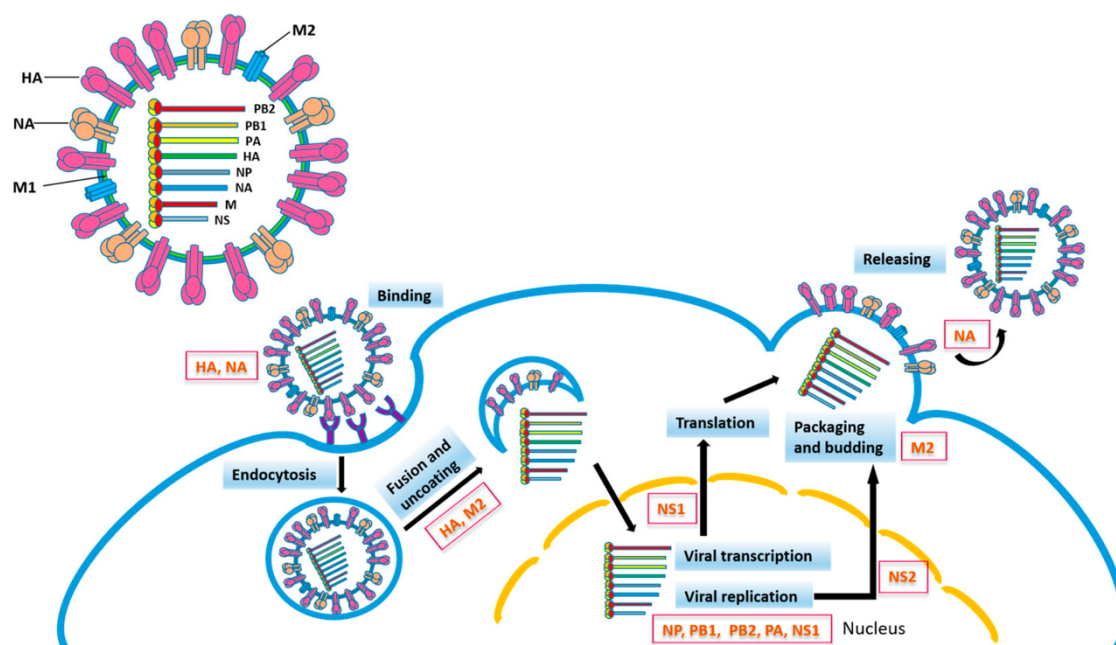 M2
HA
NA
M1
PB2
PB1
PA
HA
NP
NA
M
NS
Binding
HA, NA
Endocytosis
Fusion and
uncoating
HA, M2
Releasing
NA
Translation
Packaging
and budding
M2
NS1
Viral transcription
Viral replication
NS2
NP, PB1, PB2, PA, NS1
Nucleus